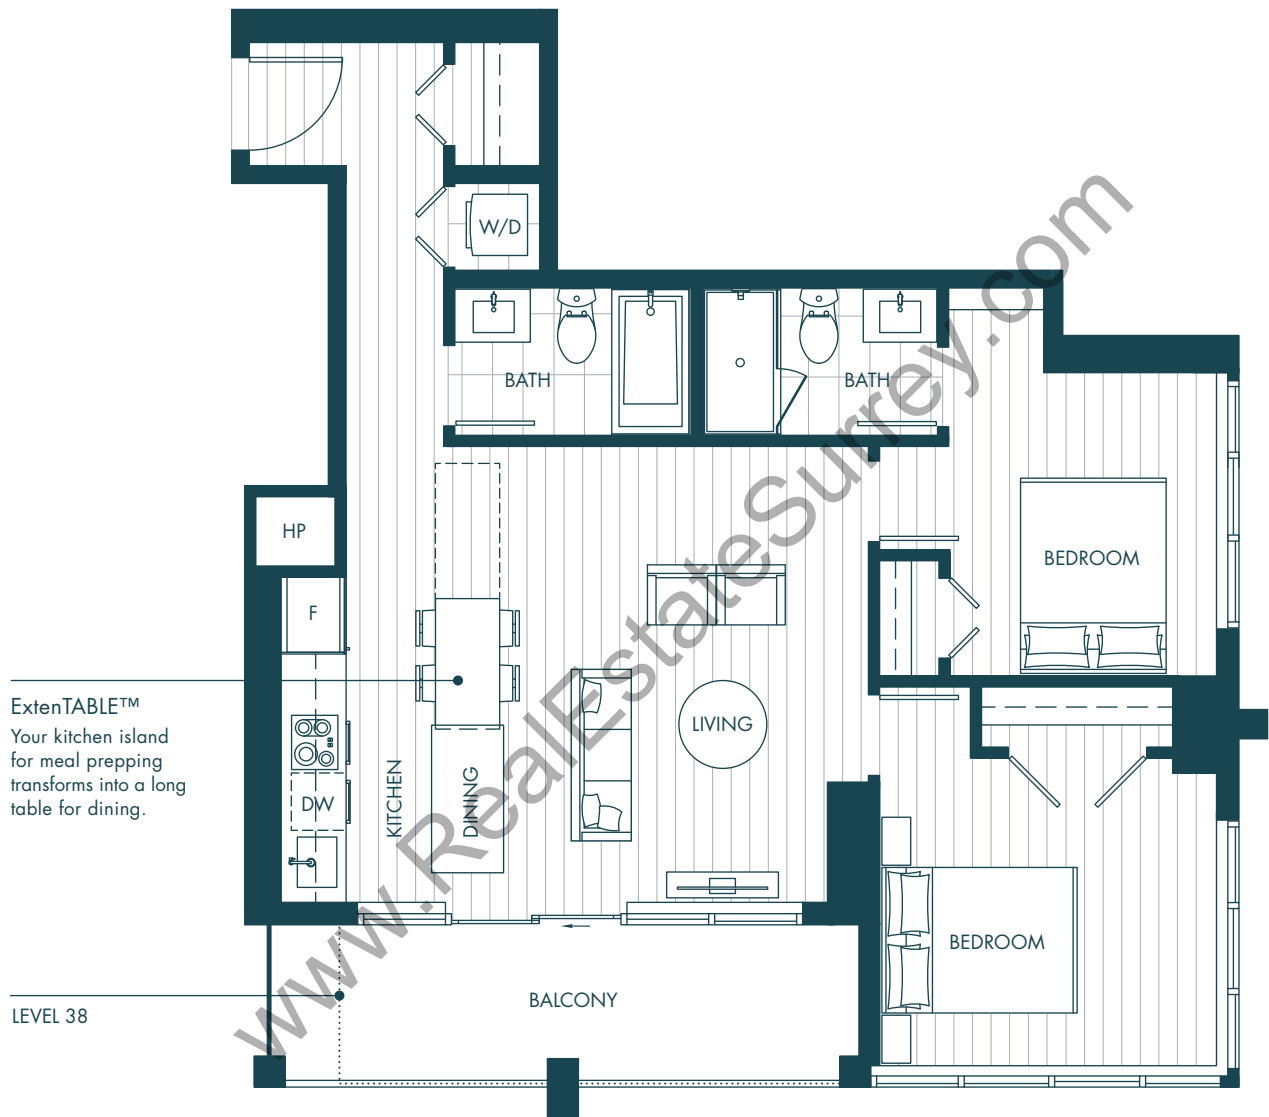 W/D
BATH
BATH
HP
BEDROOM
F
ExtenTABLE™
Your kitchen island
for meal prepping
transforms into a long
table for dining.
LIVING
KITCHEN
DINING
DW
BEDROOM
BALCONY
LEVEL 38
www.RealEstateSurrey.com